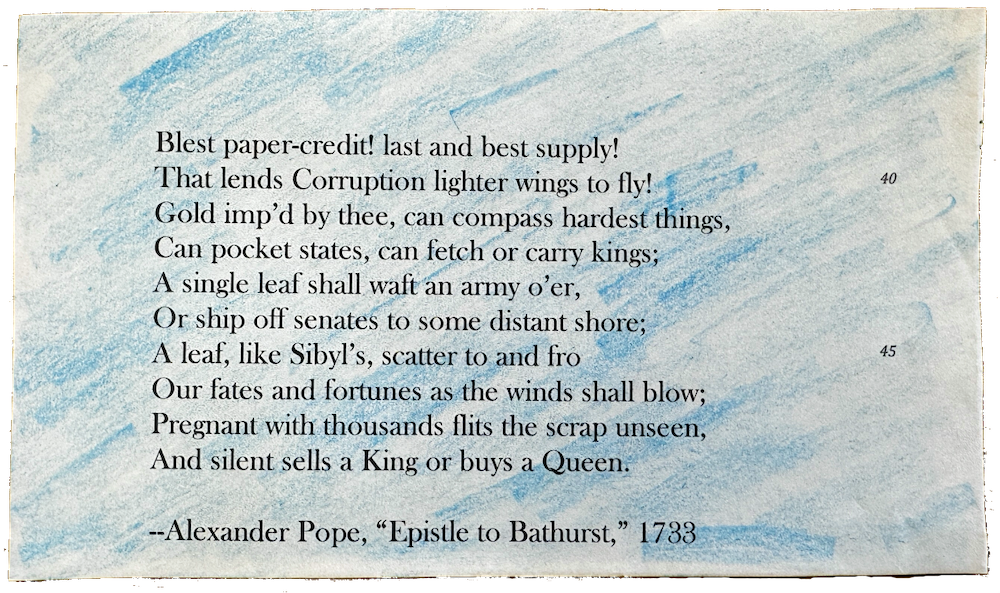 Blest paper-credit! last and best supply!
That lends Corruption lighter wings to fly! 40
Gold imp’d by thee, can compass hardest things,
Can pocket states, can fetch or carry kings;
A single leaf shall waft an army o’er,
Or ship off senates to some distant shore;
A leaf, like Sibyl’s, scatter to and fro 45
Our fates and fortunes as the winds shall blow;
Pregnant with thousands flits the scrap unseen,
And silent sells a King or buys a Queen.
--Alexander Pope, “Epistle to Bathurst,” 1733